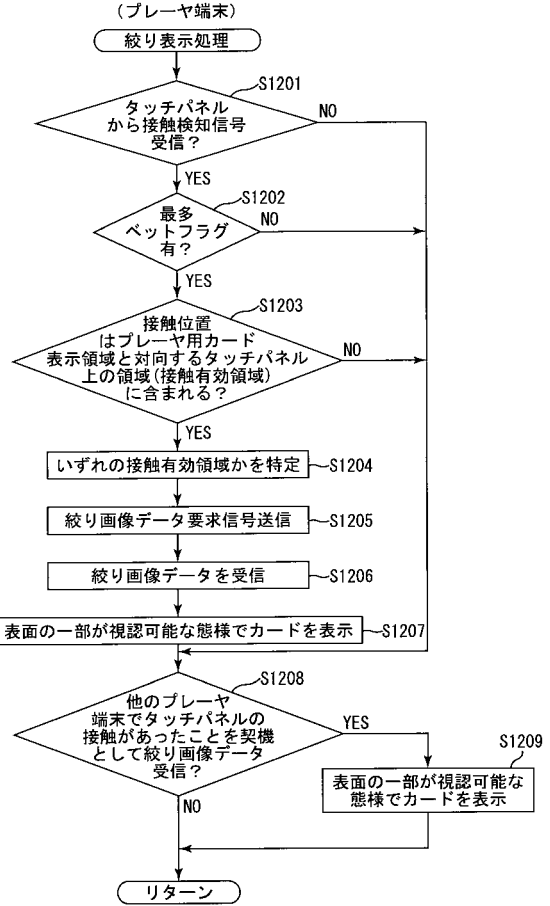 (プレーヤ端末)
絞り表示処理
S1201
タッチパネル
から接触検知信号
受信？
NO
YES
S1202
最多
ベットフラグ
有？
NO
YES
S1203
接触位置
はプレーヤ用カード
表示領域と対向するタッチパネル
上の領域(接触有効領域)
に含まれる？
NO
YES
いずれの接触有効領域かを特定
S1204
絞り画像データ要求信号送信
S1205
絞り画像データを受信
S1206
表面の一部が視認可能な態様でカードを表示
S1207
S1208
他のプレーヤ
端末でタッチパネルの
接触があったことを契機
として絞り画像データ
受信？
YES
NO
S1209
表面の一部が視認可能な
態様でカードを表示
リターン